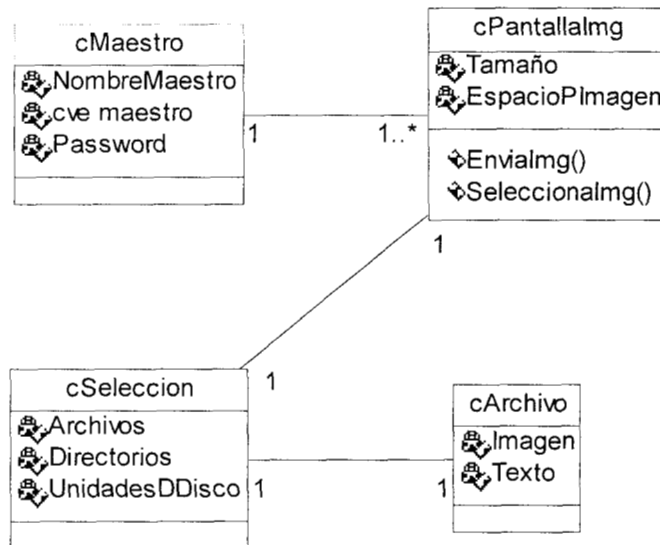 cMaestro
NombreMaestro
cve maestro
Password
1
1..*
cPantallaImg
Tamaño
EspacioPImagen
EnviaImg()
SeleccionaImg()
1
1
cSeleccion
Archivos
Directorios
UnidadesDDisco
1
1
cArchivo
Imagen
Texto